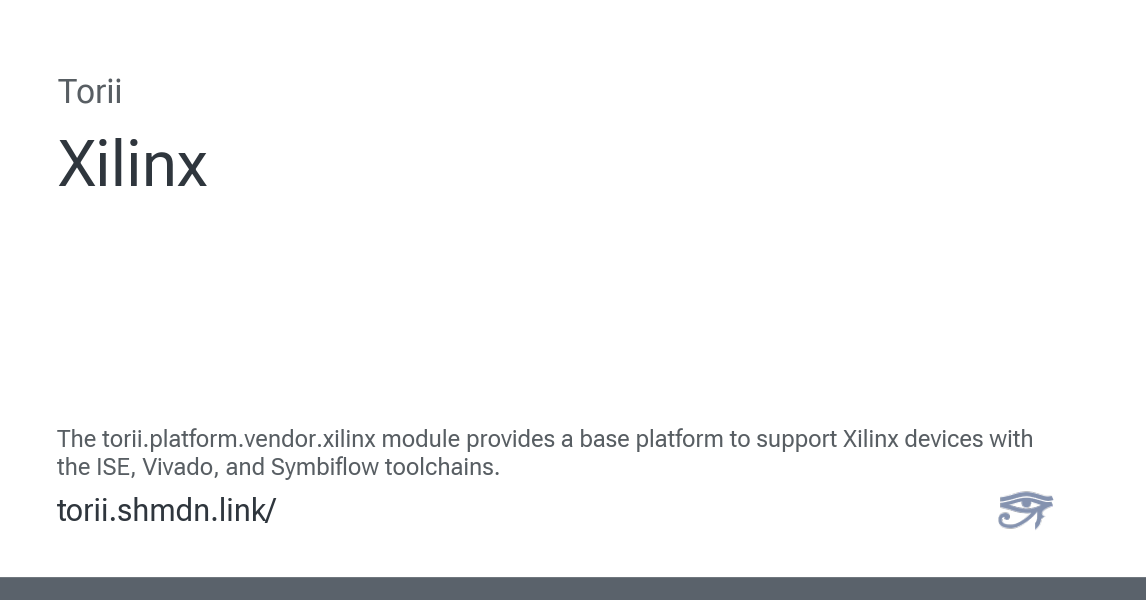 Torii
Xilinx
The torii.platform.vendor.xilinx module provides a base platform to support Xilinx devices with
the ISE, Vivado, and Symbiflow toolchains.
torii.shmdn.link/